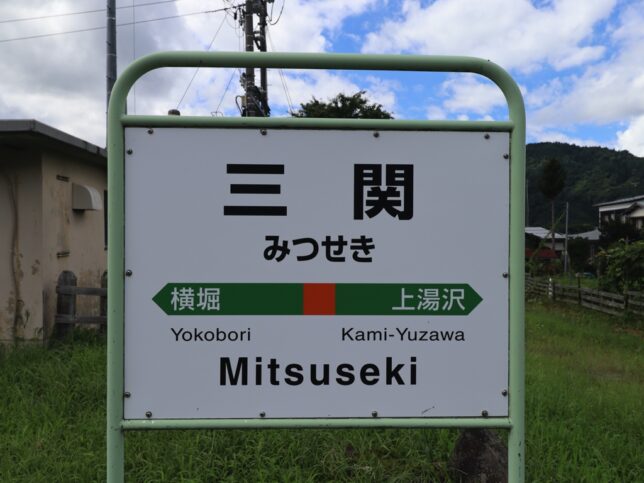 三関
みつせき
横堀 上湯沢
Yokobori Kami-Yuzawa
Mitsuseki